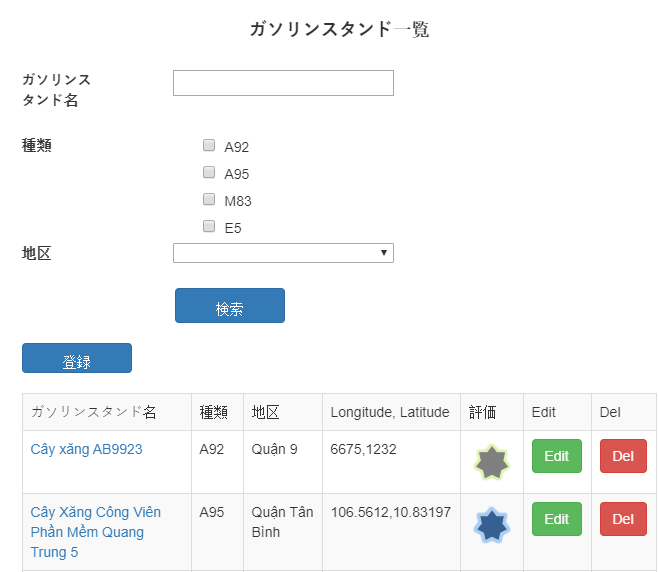 ガソリンスタンド一覧
ガソリンス
タンド名
種類
A92
A95
M83
E5
地区
検索
登録
ガソリンスタンド名 種類 地区 Longitude, Latitude 評価 Edit Del
Cây xăng AB9923 A92 Quận 9 6675,1232 Edit Del
Cây Xăng Công Viên A95 Quận Tân 106.5612,10.83197 Edit Del
Phần Mềm Quang Bình
Trung 5